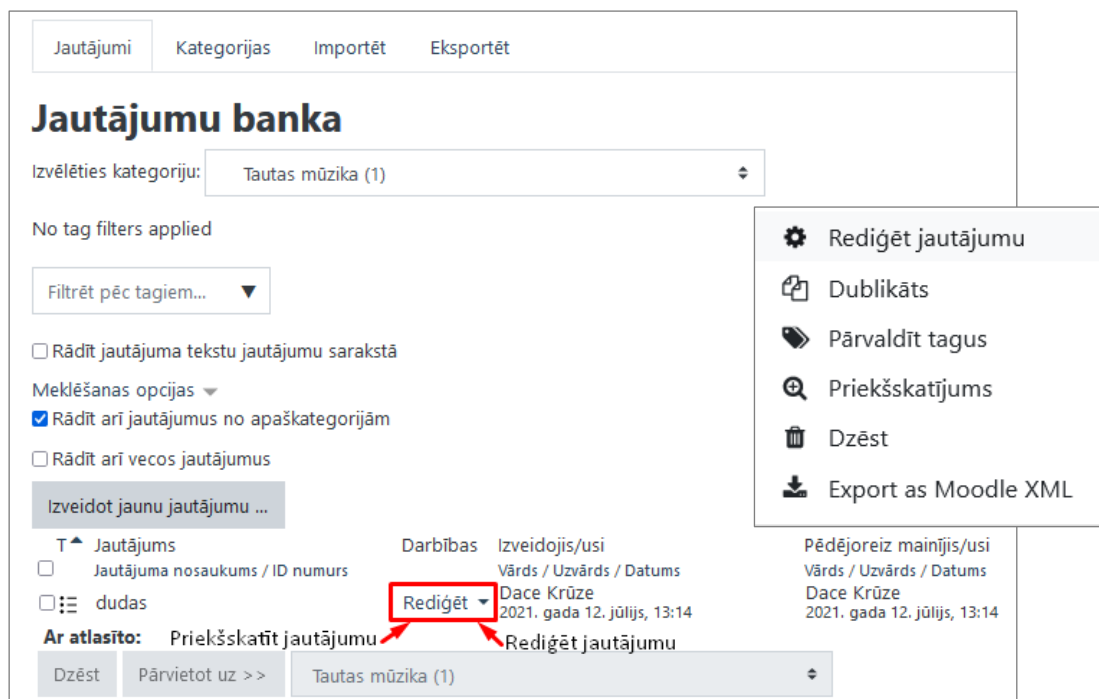 Jautājumi Kategorijas Importēt Eksportēt
Jautājumu banka
Izvēlēties kategoriju: Tautas mūzika (1)
No tag filters applied
Filtrēt pēc tagiem... ▼
Rādīt jautājuma tekstu jautājumu sarakstā
Meklēšanas opcijas
Rādīt arī jautājumus no apaškategorijām
Rādīt arī vecos jautājumus
Izveidot jaunu jautājumu ...
Rediģēt jautājumu
Dublikāts
Pārvaldīt tagus
Priekšskatījums
Dzēst
Export as Moodle XML
T Jautājums Darbības Izveidojis/usi Pēdējoreiz mainījis/usi
Jautājuma nosaukums / ID numurs Vārds / Uzvārds / Datums Vārds / Uzvārds / Datums
dudas Rediģēt Dace Krūze Dace Krūze
2021. gada 12. jūlijs, 13:14 2021. gada 12. jūlijs, 13:14
Ar atlasīto: Priekšskatīt jautājumu Rediģēt jautājumu
Dzēst Pārvietot uz >> Tautas mūzika (1)